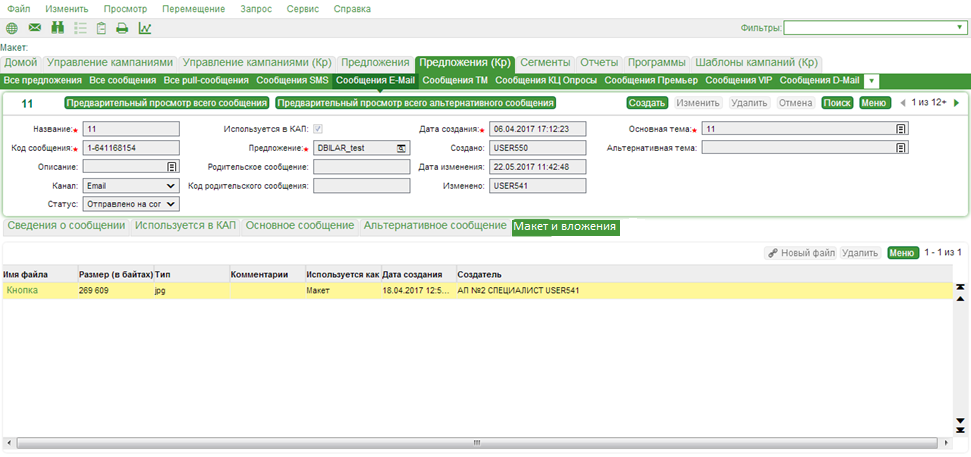 Файл Изменить Просмотр Перемещение Запрос Сервис Справка
Фильтры:
Макет:
Домой Управление кампаниями Управление кампаниями (Кр) Предложения Предложения (Кр) Сегменты Отчеты Программы Шаблоны кампаний (Кр)
Все предложения Все сообщения Все pull-сообщения Сообщения SMS Сообщения E-Mail Сообщения ТМ Сообщения КЦ Опросы Сообщения Премьер Сообщения VIP Сообщения D-Mail
11 Предварительный просмотр всего сообщения Предварительный просмотр всего альтернативного сообщения Создать Изменить Удалить Отмена Поиск Меню 1 из 12+
Название:* 11 Используется в КАП: Дата создания:* 06.04.2017 17:12:23 Основная тема:* 11
Код сообщения:* 1-641168154 Предложение:* DBILAR_test Создано: USER550 Альтернативная тема:
Описание: Родительское сообщение: Дата изменения: 22.05.2017 11:42:48
Канал: Email Код родительского сообщения: Изменено: USER541
Статус: Отправлено на сог
Сведения о сообщении Используется в КАП Основное сообщение Альтернативное сообщение Макет и вложения
Новый файл Удалить Меню 1 - 1 из 1
Имя файла Размер (в байтах) Тип Комментарии Используется как Дата создания Создатель
Кнопка 269 609 jpg Макет 18.04.2017 12:5... АП №2 СПЕЦИАЛИСТ USER541